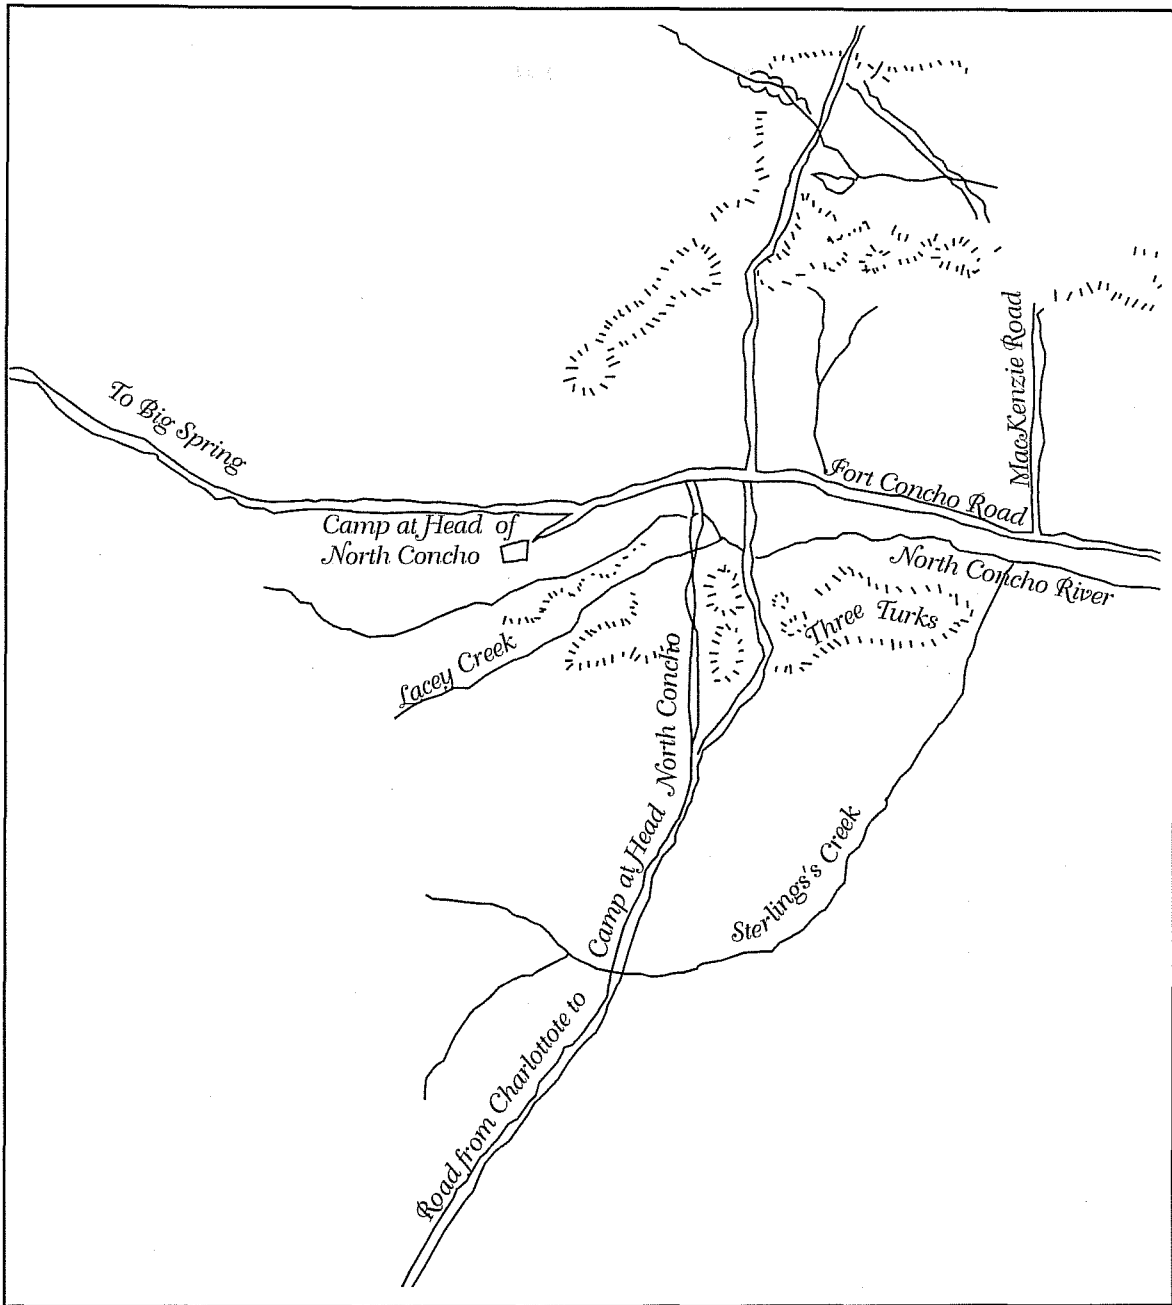 To Big Spring
MacKenzie Road
Fort Concho Road
Camp at Head of
North Concho
North Concho River
Three Turks
Lacey Creek
Sterlings's Creek
Road from Charlottote to Camp at Head North Concho